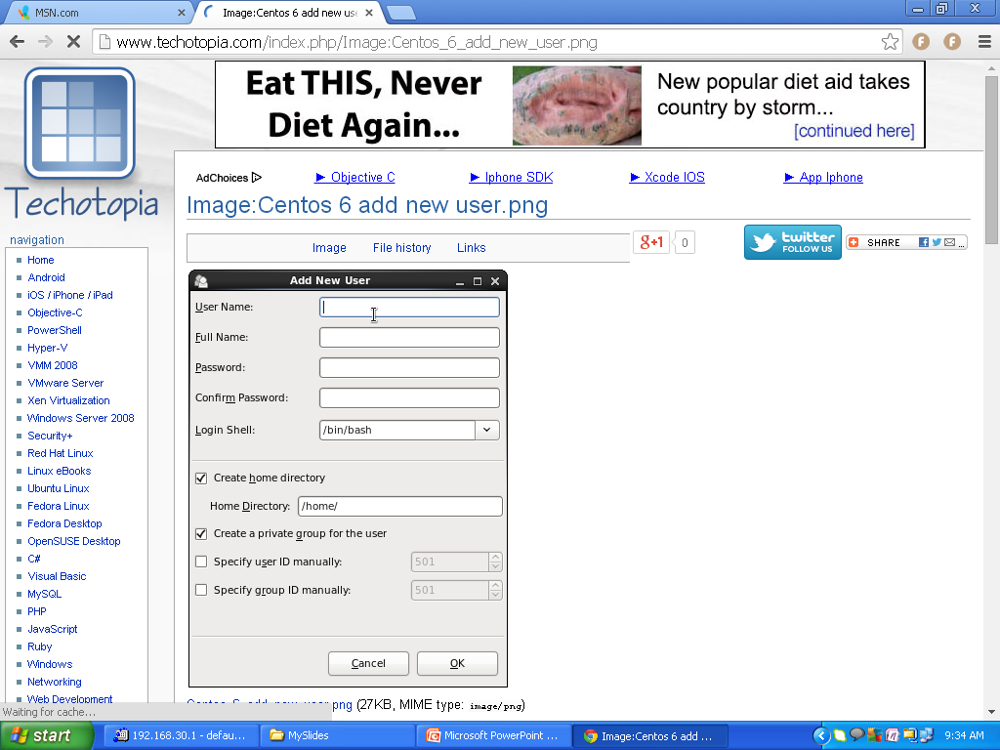 MSN.com
Image:Centos 6 add new us
www.techotopia.com/index.php/Image:Centos_6_add_new_user.png
Eat THIS, Never
Diet Again...
New popular diet aid takes
country by storm...
[continued here]
Techotopia
AdChoices
► Objective C
► Iphone SDK
► Xcode IOS
► App Iphone
Image:Centos 6 add new user.png
Image
File history
Links
g+1
0
twitter
FOLLOW US
SHARE
...
navigation
Home
Android
iOS / iPhone / iPad
Objective-C
PowerShell
Hyper-V
VMM 2008
VMware Server
Xen Virtualization
Windows Server 2008
Security+
Red Hat Linux
Linux eBooks
Ubuntu Linux
Fedora Linux
Fedora Desktop
OpenSUSE Desktop
C#
Visual Basic
MySQL
PHP
JavaScript
Ruby
Windows
Networking
Web Development
Add New User
User Name:
Full Name:
Password:
Confirm Password:
Login Shell:
/bin/bash
Create home directory
Home Directory:
/home/
Create a private group for the user
Specify user ID manually:
501
Specify group ID manually:
501
Cancel
OK
Centos_6_add_new_user.png (27KB, MIME type: image/png)
Waiting for cache...
start
192.168.30.1 - defau...
MySlides
Microsoft PowerPoint ...
Image:Centos 6 add ...
9:34 AM